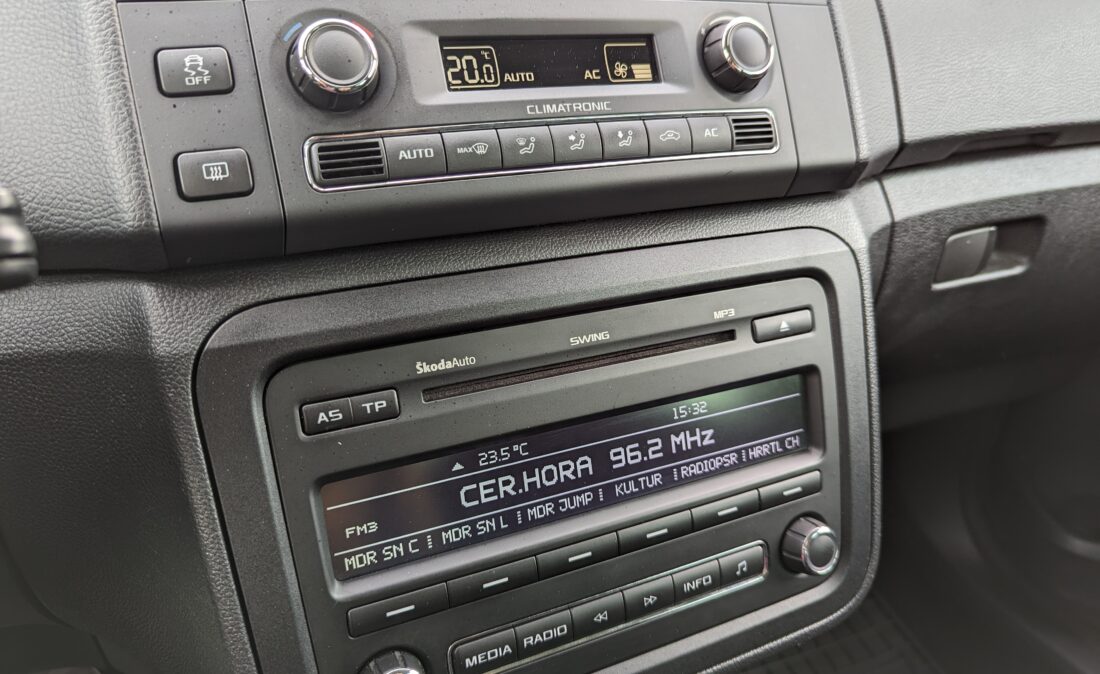 OFF
20.0 °C AUTO AC
CLIMATRONIC
AUTO MAX AC
ŠkodaAuto SWING MP3
AS TP
23.5 °C 15:32
CER.HORA 96.2 MHz
FM3
MDR SN C MDR SN L MDR JUMP KULTUR RADIOPSR HRRTL CH
MEDIA RADIO INFO